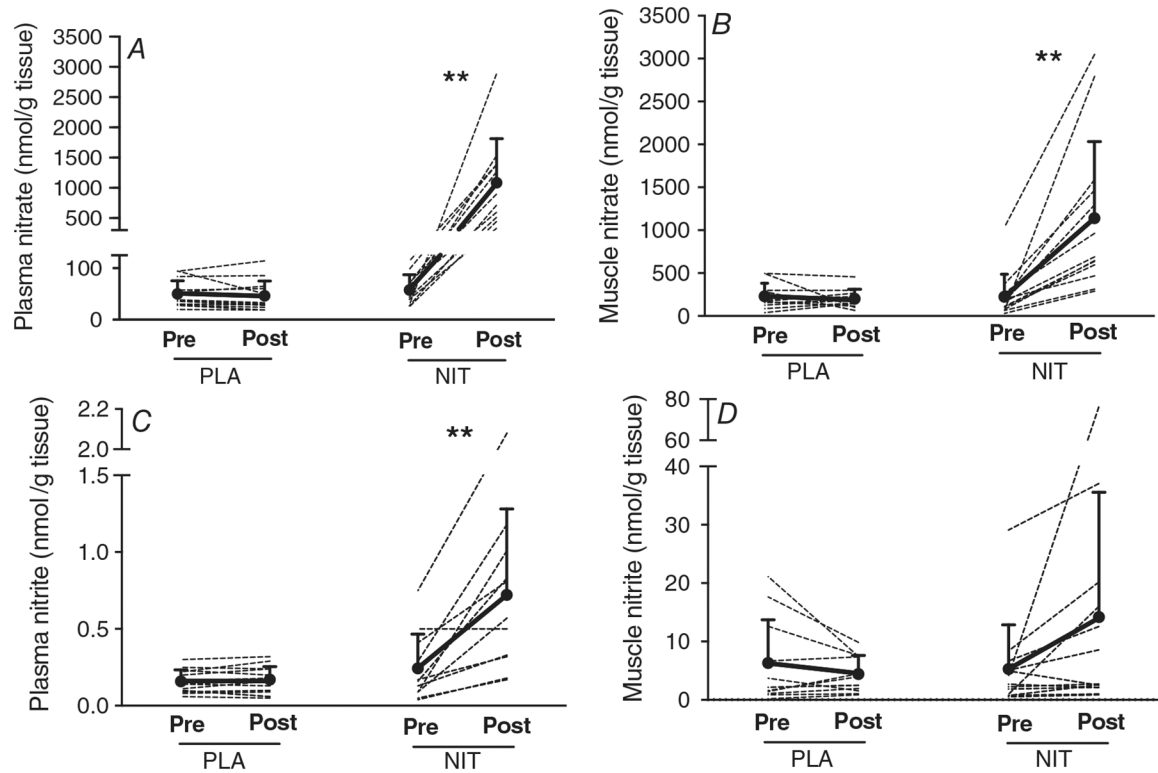 A
Plasma nitrate (nmol/g tissue)
3500
3000
2500
2000
1500
1000
500
100
0
**
Pre Post Pre Post
PLA NIT
B
Muscle nitrate (nmol/g tissue)
3500
3000
2500
2000
1500
1000
500
0
**
Pre Post Pre Post
PLA NIT
C
Plasma nitrite (nmol/g tissue)
2.2
2.0
1.5
1.0
0.5
0.0
**
Pre Post Pre Post
PLA NIT
D
Muscle nitrite (nmol/g tissue)
80
60
40
30
20
10
0
Pre Post Pre Post
PLA NIT